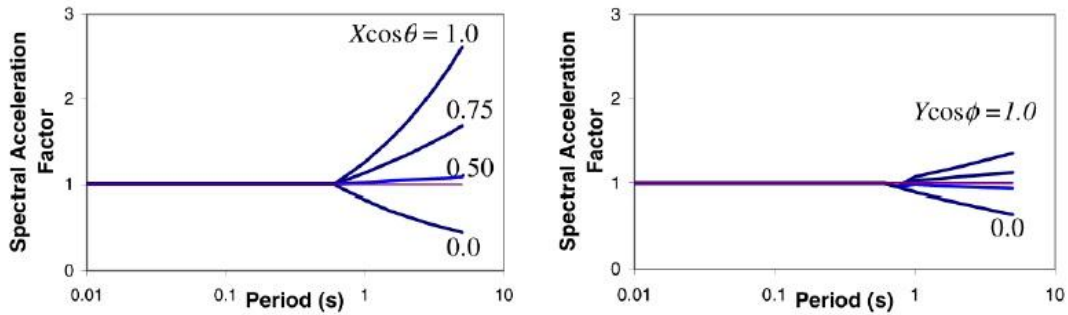 Spectral Acceleration
Factor
3
2
1
0
Xcosθ = 1.0
0.75
0.50
0.0
0.01
0.1
1
10
Period (s)
Spectral Acceleration
Factor
3
2
1
0
Ycosϕ =1.0
0.0
0.01
0.1
1
10
Period (s)